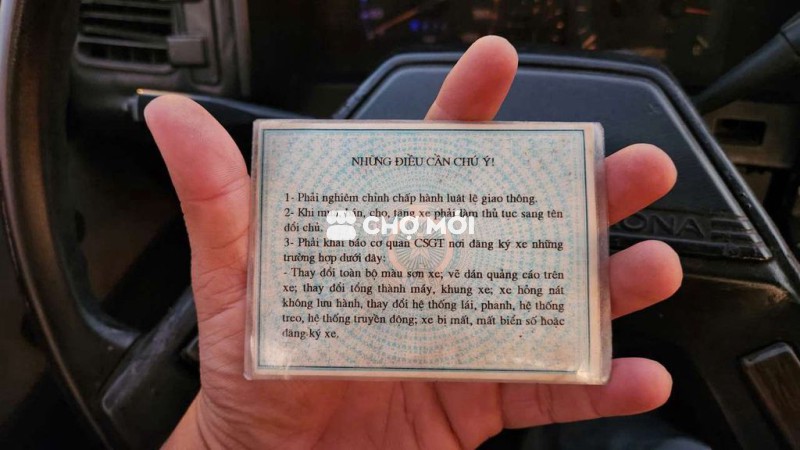 NHỮNG ĐIỀU CẦN CHÚ Ý!
1- Phải nghiêm chỉnh chấp hành luật lệ giao thông.
2- Khi mua, bán, cho, tặng xe phải làm thủ tục sang tên
đổi chủ.
CHỢ MỚI
3- Phải khai báo cơ quan CSGT nơi đăng ký xe những
trường hợp dưới đây:
- Thay đổi toàn bộ màu sơn xe; vẽ dán quảng cáo trên
xe; thay đổi tổng thành máy, khung xe; xe hỏng nát
không lưu hành, thay đổi hệ thống lái, phanh, hệ thống
treo, hệ thống truyền động; xe bị mất, mất biển số hoặc
đăng ký xe.